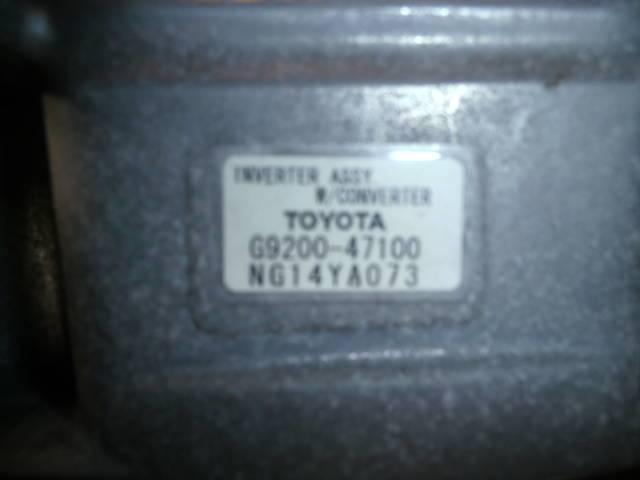 INVERTER ASSY
W/CONVERTER
TOYOTA
G9200-47100
NG14YA073